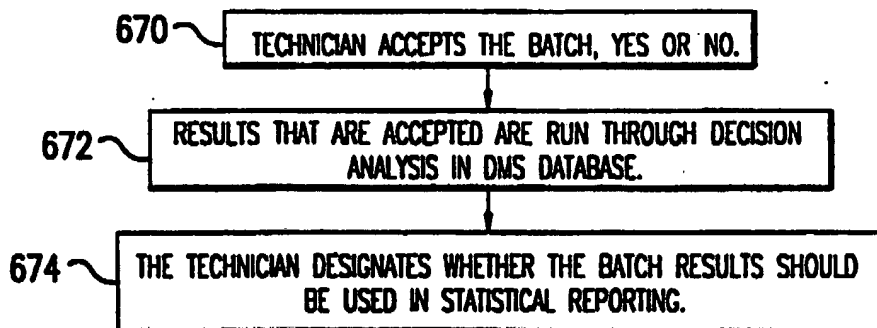 670
TECHNICIAN ACCEPTS THE BATCH, YES OR NO.
672
RESULTS THAT ARE ACCEPTED ARE RUN THROUGH DECISION
ANALYSIS IN DMS DATABASE.
674
THE TECHNICIAN DESIGNATES WHETHER THE BATCH RESULTS SHOULD
BE USED IN STATISTICAL REPORTING.